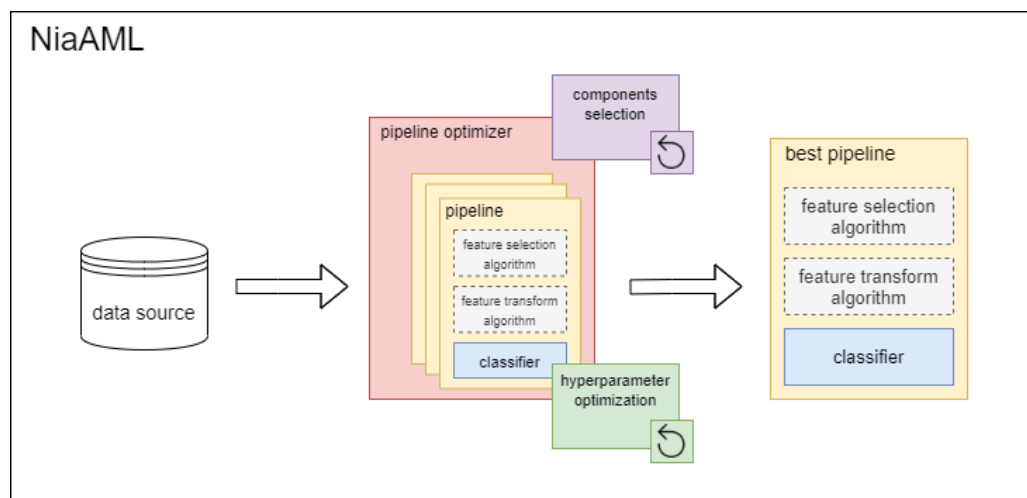 NiaAML
components
selection
pipeline optimizer
pipeline
feature selection
algorithm
feature transform
algorithm
classifier
hyperparameter
optimization
data source
best pipeline
feature selection
algorithm
feature transform
algorithm
classifier